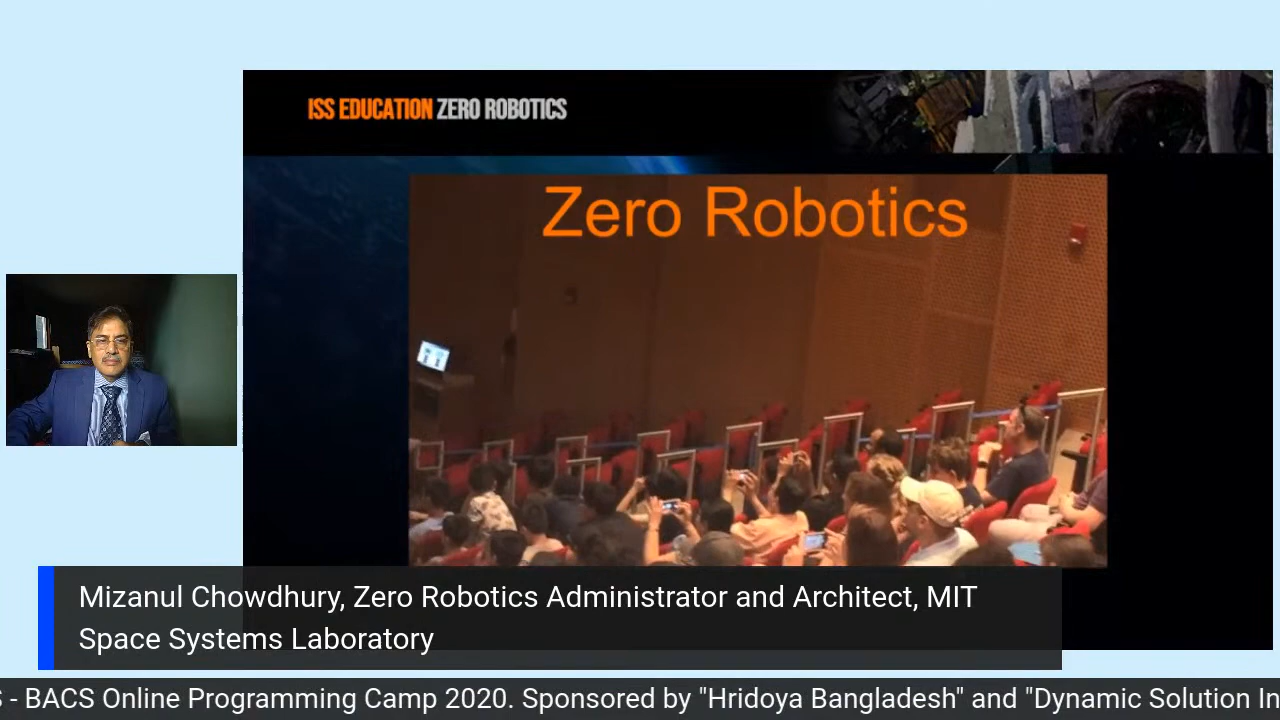 ISS EDUCATION ZERO ROBOTICS
Zero Robotics
Mizanul Chowdhury, Zero Robotics Administrator and Architect, MIT
Space Systems Laboratory
- BACS Online Programming Camp 2020. Sponsored by "Hridoya Bangladesh" and "Dynamic Solution